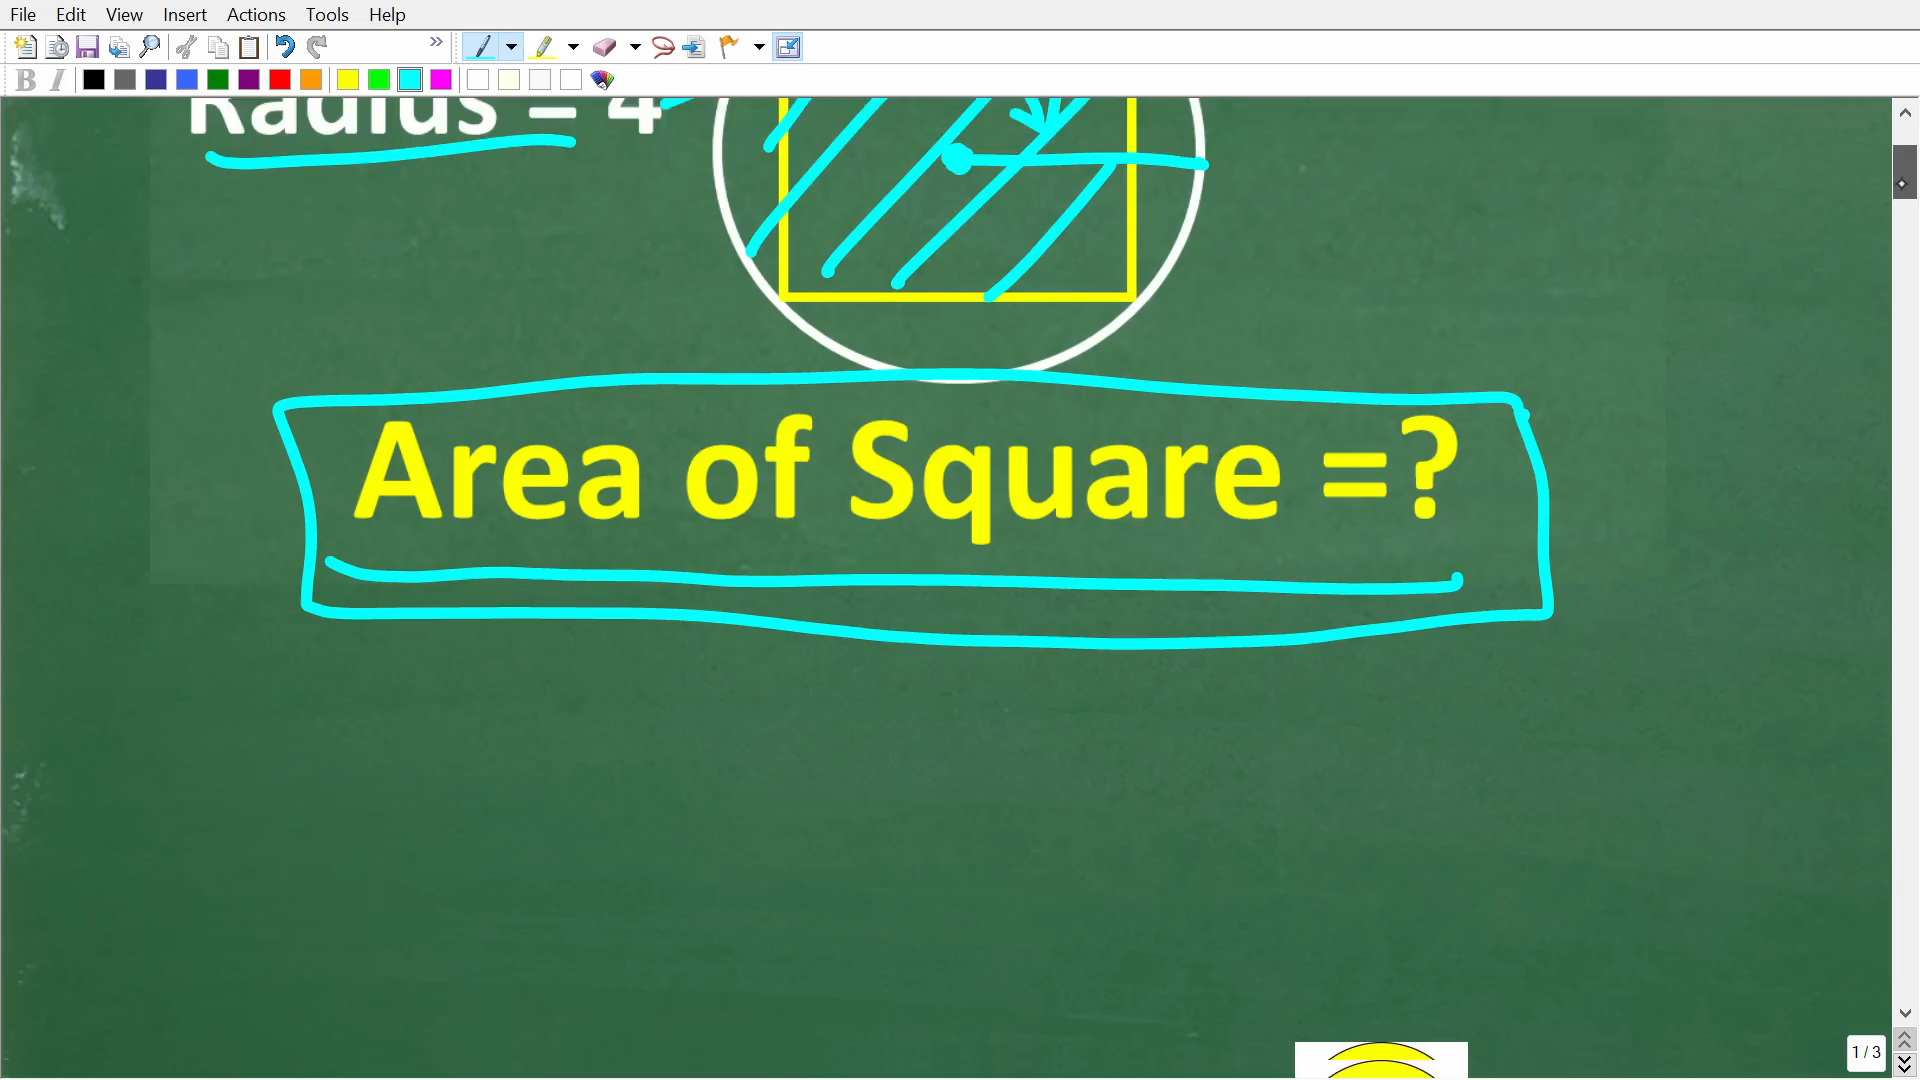 File Edit View Insert Actions Tools Help
B I
Radius = 4
Area of Square =?
1 / 3